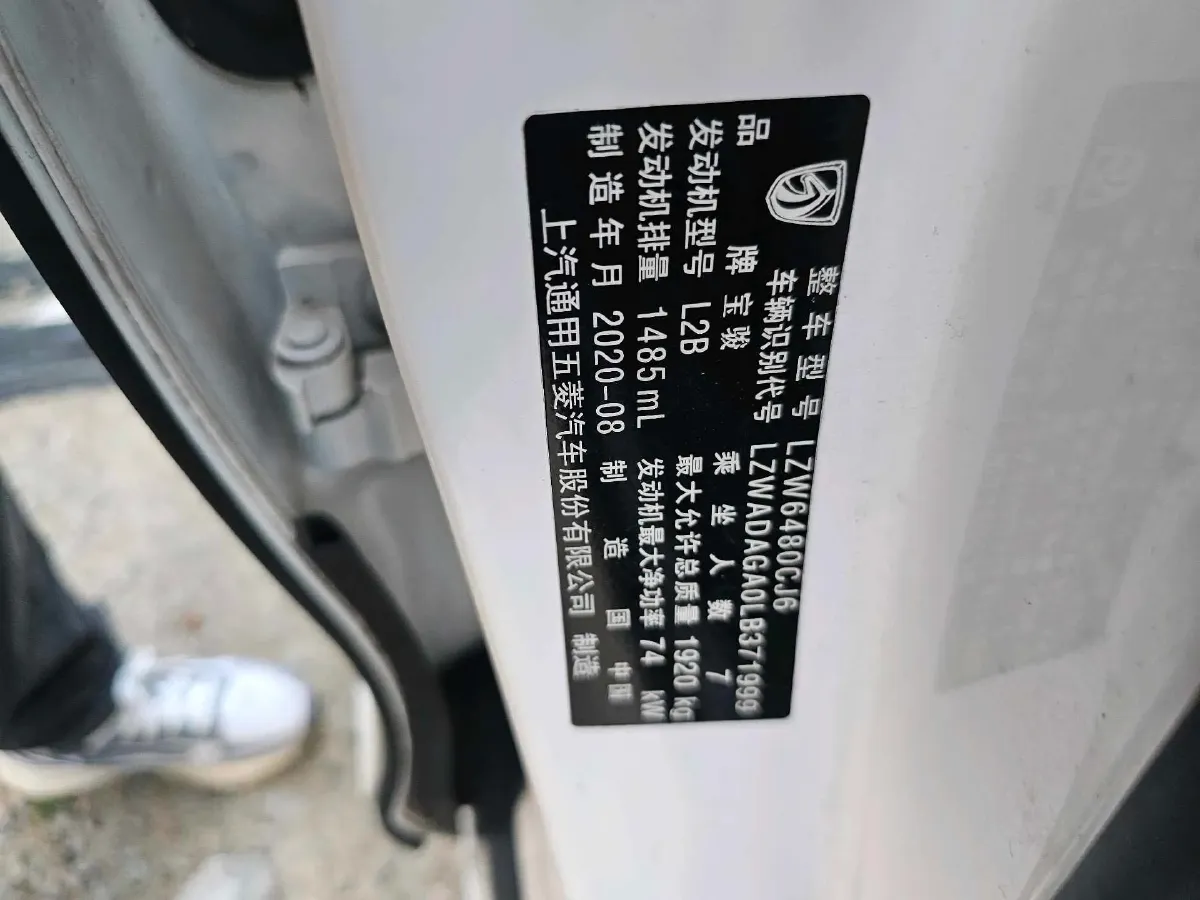 整车型号 LZW6480CJ6
车辆识别代号 LZWADAGA0LB371999
品牌 宝骏 乘坐人数 7
发动机型号 L2B 最大允许总质量 1920 kg
发动机排量 1485 mL 发动机最大净功率 74 kW
制造年月 2020-08 制造国 中国
上汽通用五菱汽车股份有限公司 制造